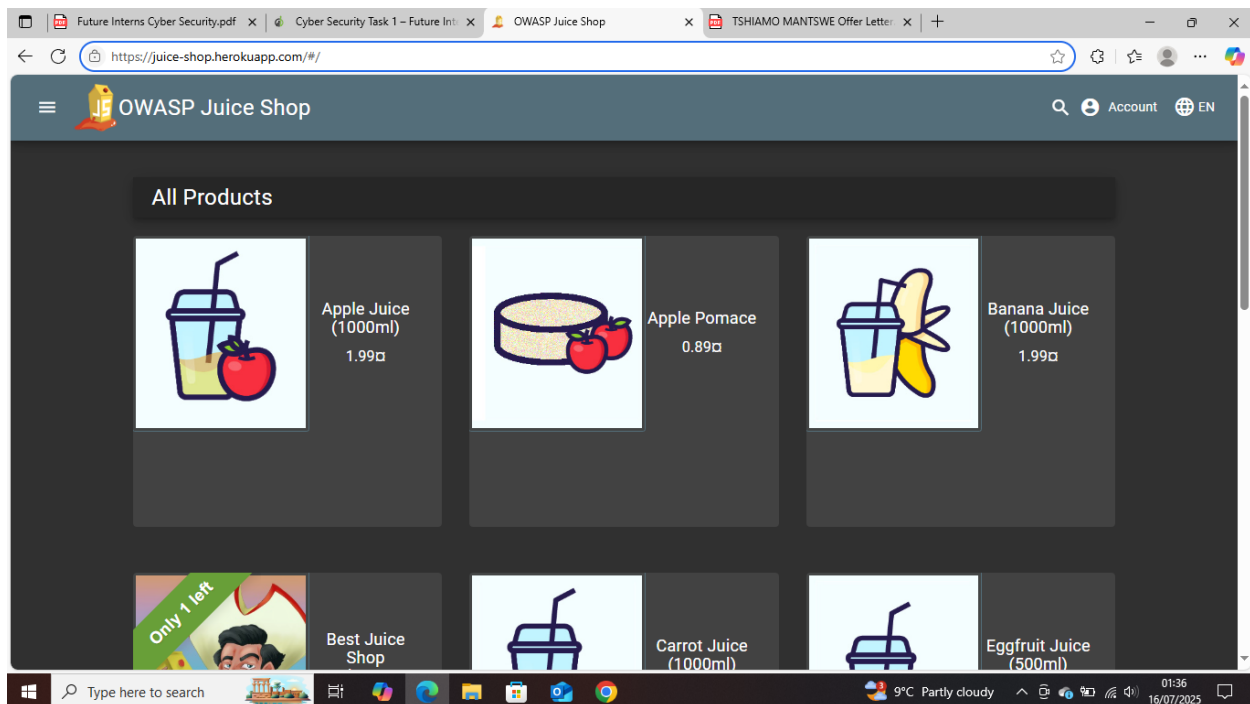 Future Interns Cyber Security.pdf
Cyber Security Task 1 – Future Int
OWASP Juice Shop
TSHIAMO MANTSWE Offer Letter.
https://juice-shop.herokuapp.com/#/
OWASP Juice Shop
Account
EN
All Products
Apple Juice
(1000ml)
1.99¤
Apple Pomace
0.89¤
Banana Juice
(1000ml)
1.99¤
Only 1 left
Best Juice
Shop
Carrot Juice
(1000ml)
Eggfruit Juice
(500ml)
Type here to search
9°C Partly cloudy
01:36
16/07/2025